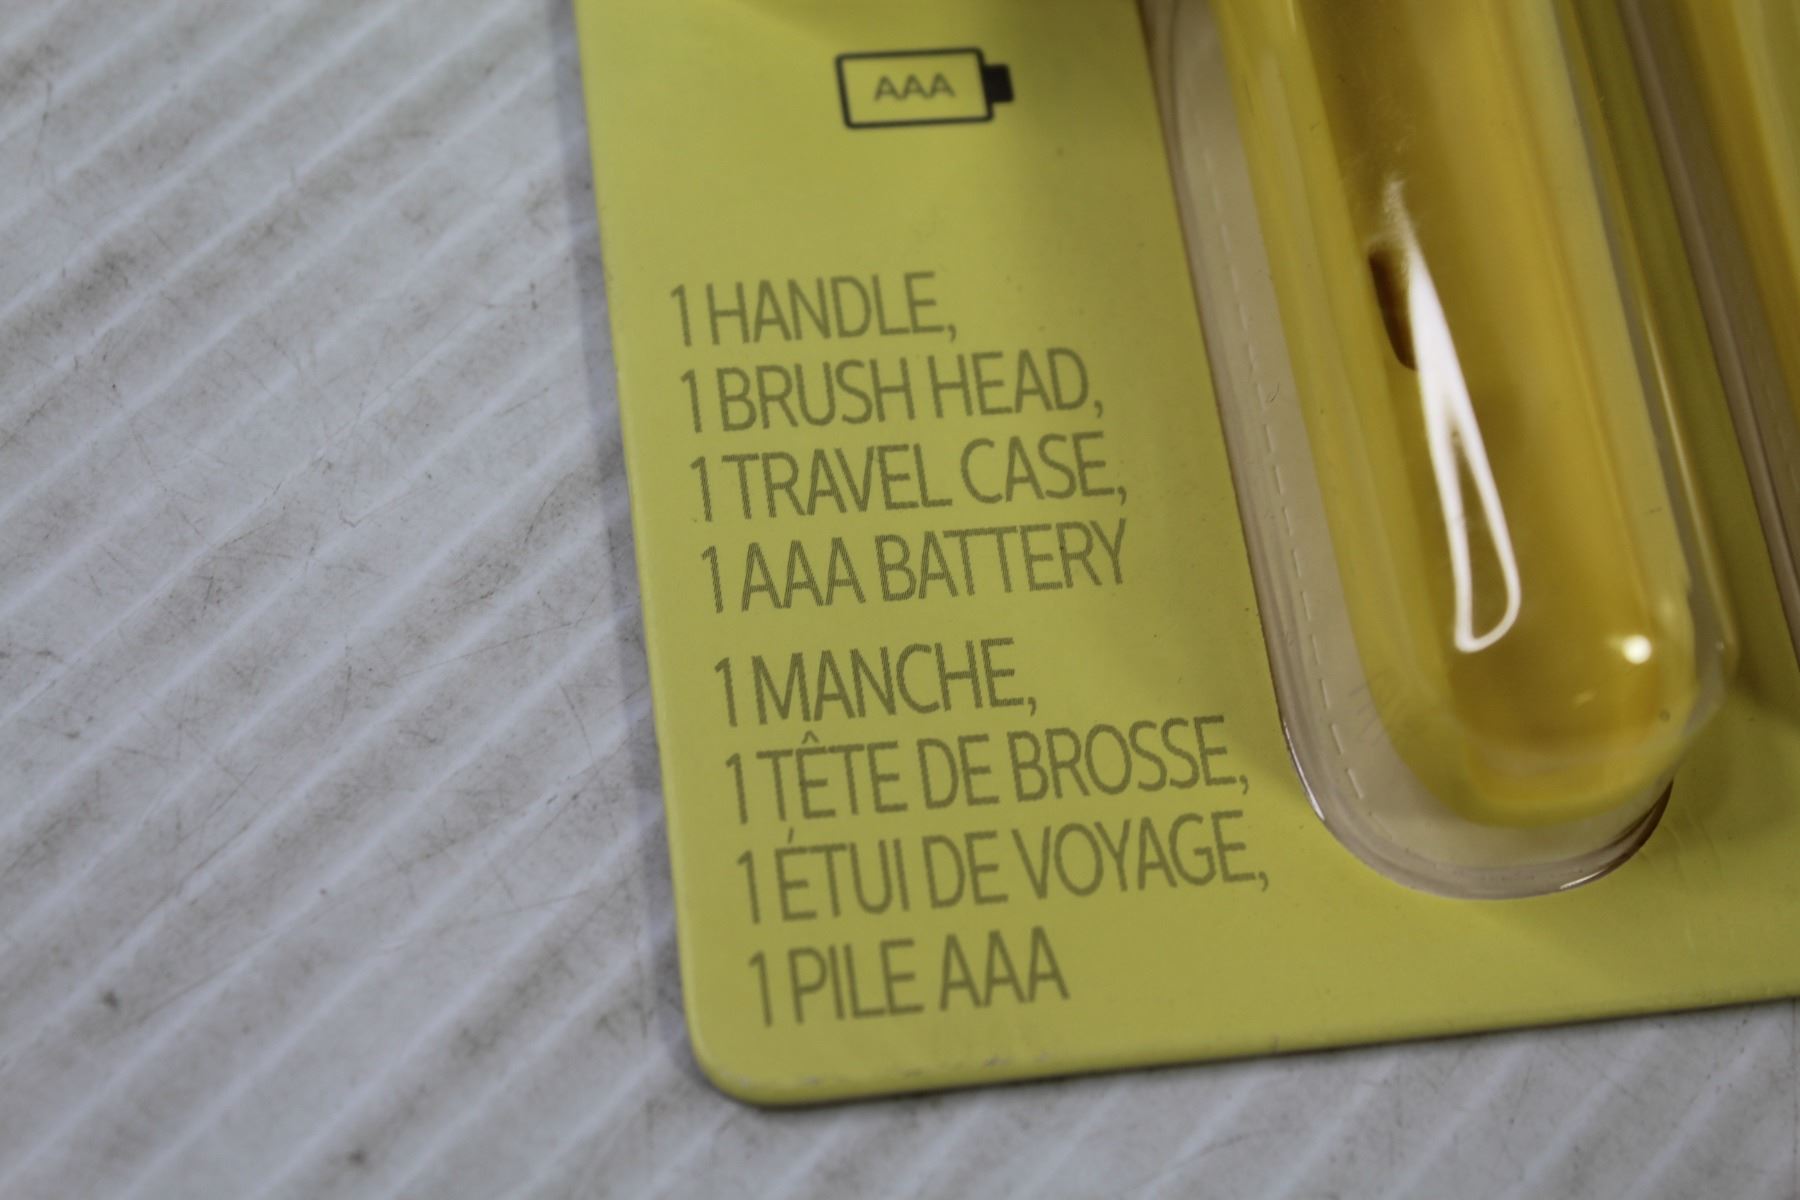 AAA
1 HANDLE,
1 BRUSH HEAD,
1 TRAVEL CASE,
1 AAA BATTERY
1 MANCHE,
1 TÊTE DE BROSSE,
1 ÉTUI DE VOYAGE,
1 PILE AAA